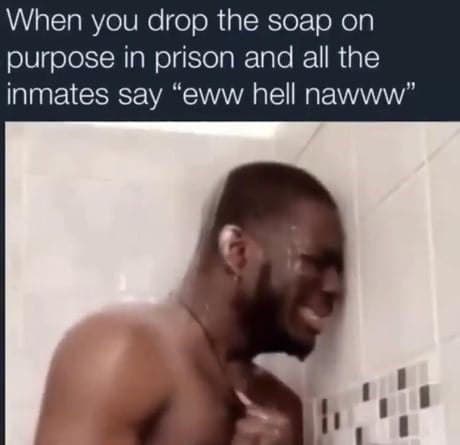 When you drop the soap on
purpose in prison and all the
inmates say “eww hell nawww”